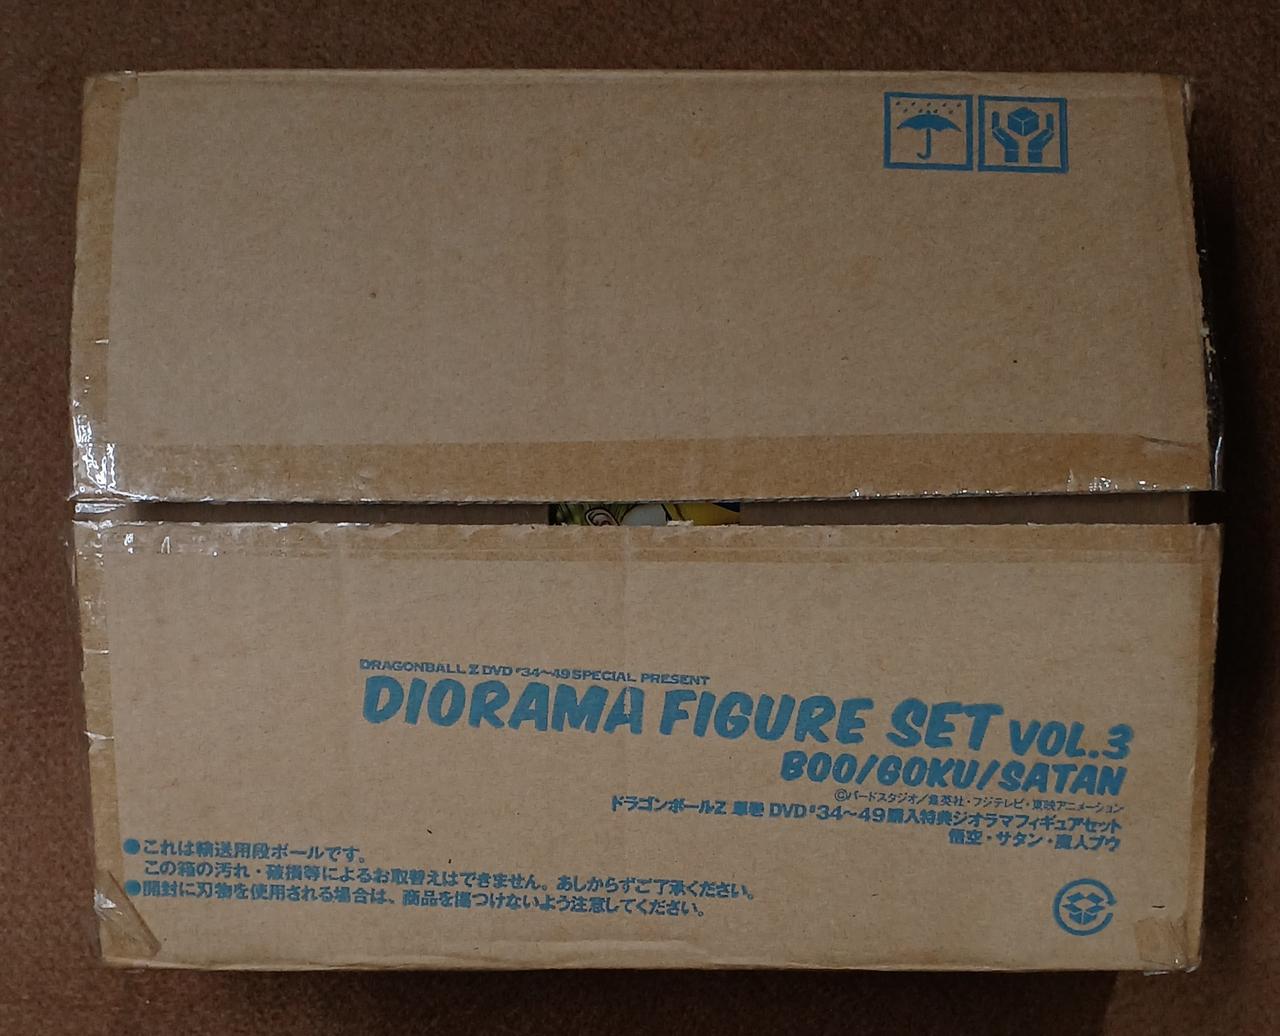 DRAGONBALL Z DVD #34〜49 SPECIAL PRESENT
DIORAMA FIGURE SET VOL.3
BOO/GOKU/SATAN
©バードスタジオ/集英社・フジテレビ・東映アニメーション
ドラゴンボールZ 単巻 DVD #34〜49購入特典ジオラマフィギュアセット
悟空・サタン・魔人ブウ
●これは輸送用段ボールです。
この箱の汚れ・破損等によるお取替えはできません。あしからずご了承ください。
●開封に刃物を使用される場合は、商品を傷つけないよう注意してください。